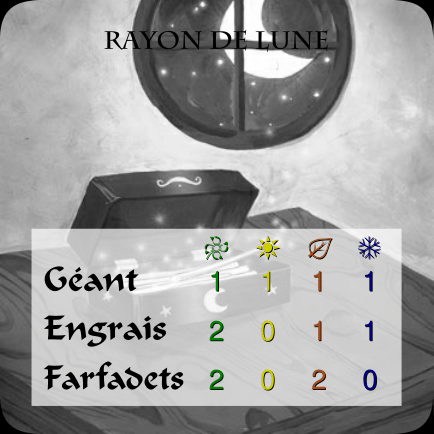 RAYON DE LUNE
Géant 1 1 1 1
Engrais 2 0 1 1
Farfadets 2 0 2 0